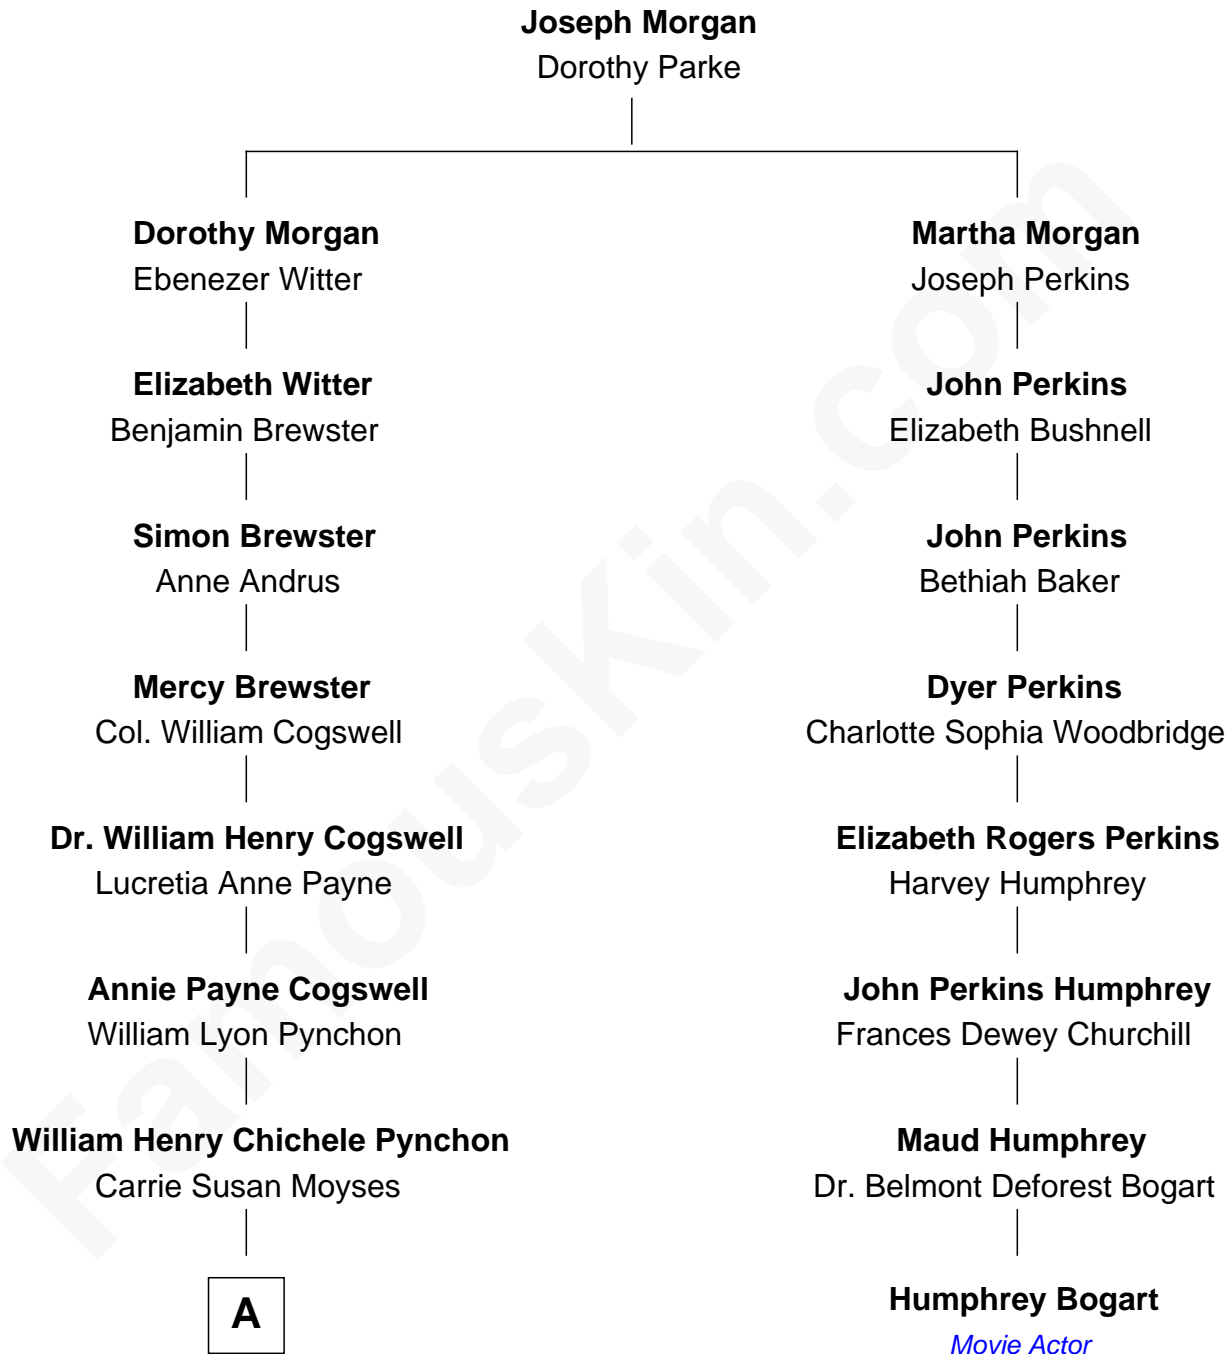 Joseph Morgan
Dorothy Parke
Dorothy Morgan
Ebenezer Witter
Elizabeth Witter
Benjamin Brewster
Simon Brewster
Anne Andrus
Mercy Brewster
Col. William Cogswell
Dr. William Henry Cogswell
Lucretia Anne Payne
Annie Payne Cogswell
William Lyon Pynchon
William Henry Chichele Pynchon
Carrie Susan Moyses
A
Martha Morgan
Joseph Perkins
John Perkins
Elizabeth Bushnell
John Perkins
Bethiah Baker
Dyer Perkins
Charlotte Sophia Woodbridge
Elizabeth Rogers Perkins
Harvey Humphrey
John Perkins Humphrey
Frances Dewey Churchill
Maud Humphrey
Dr. Belmont Deforest Bogart
Humphrey Bogart
Movie Actor
FamousKin.com